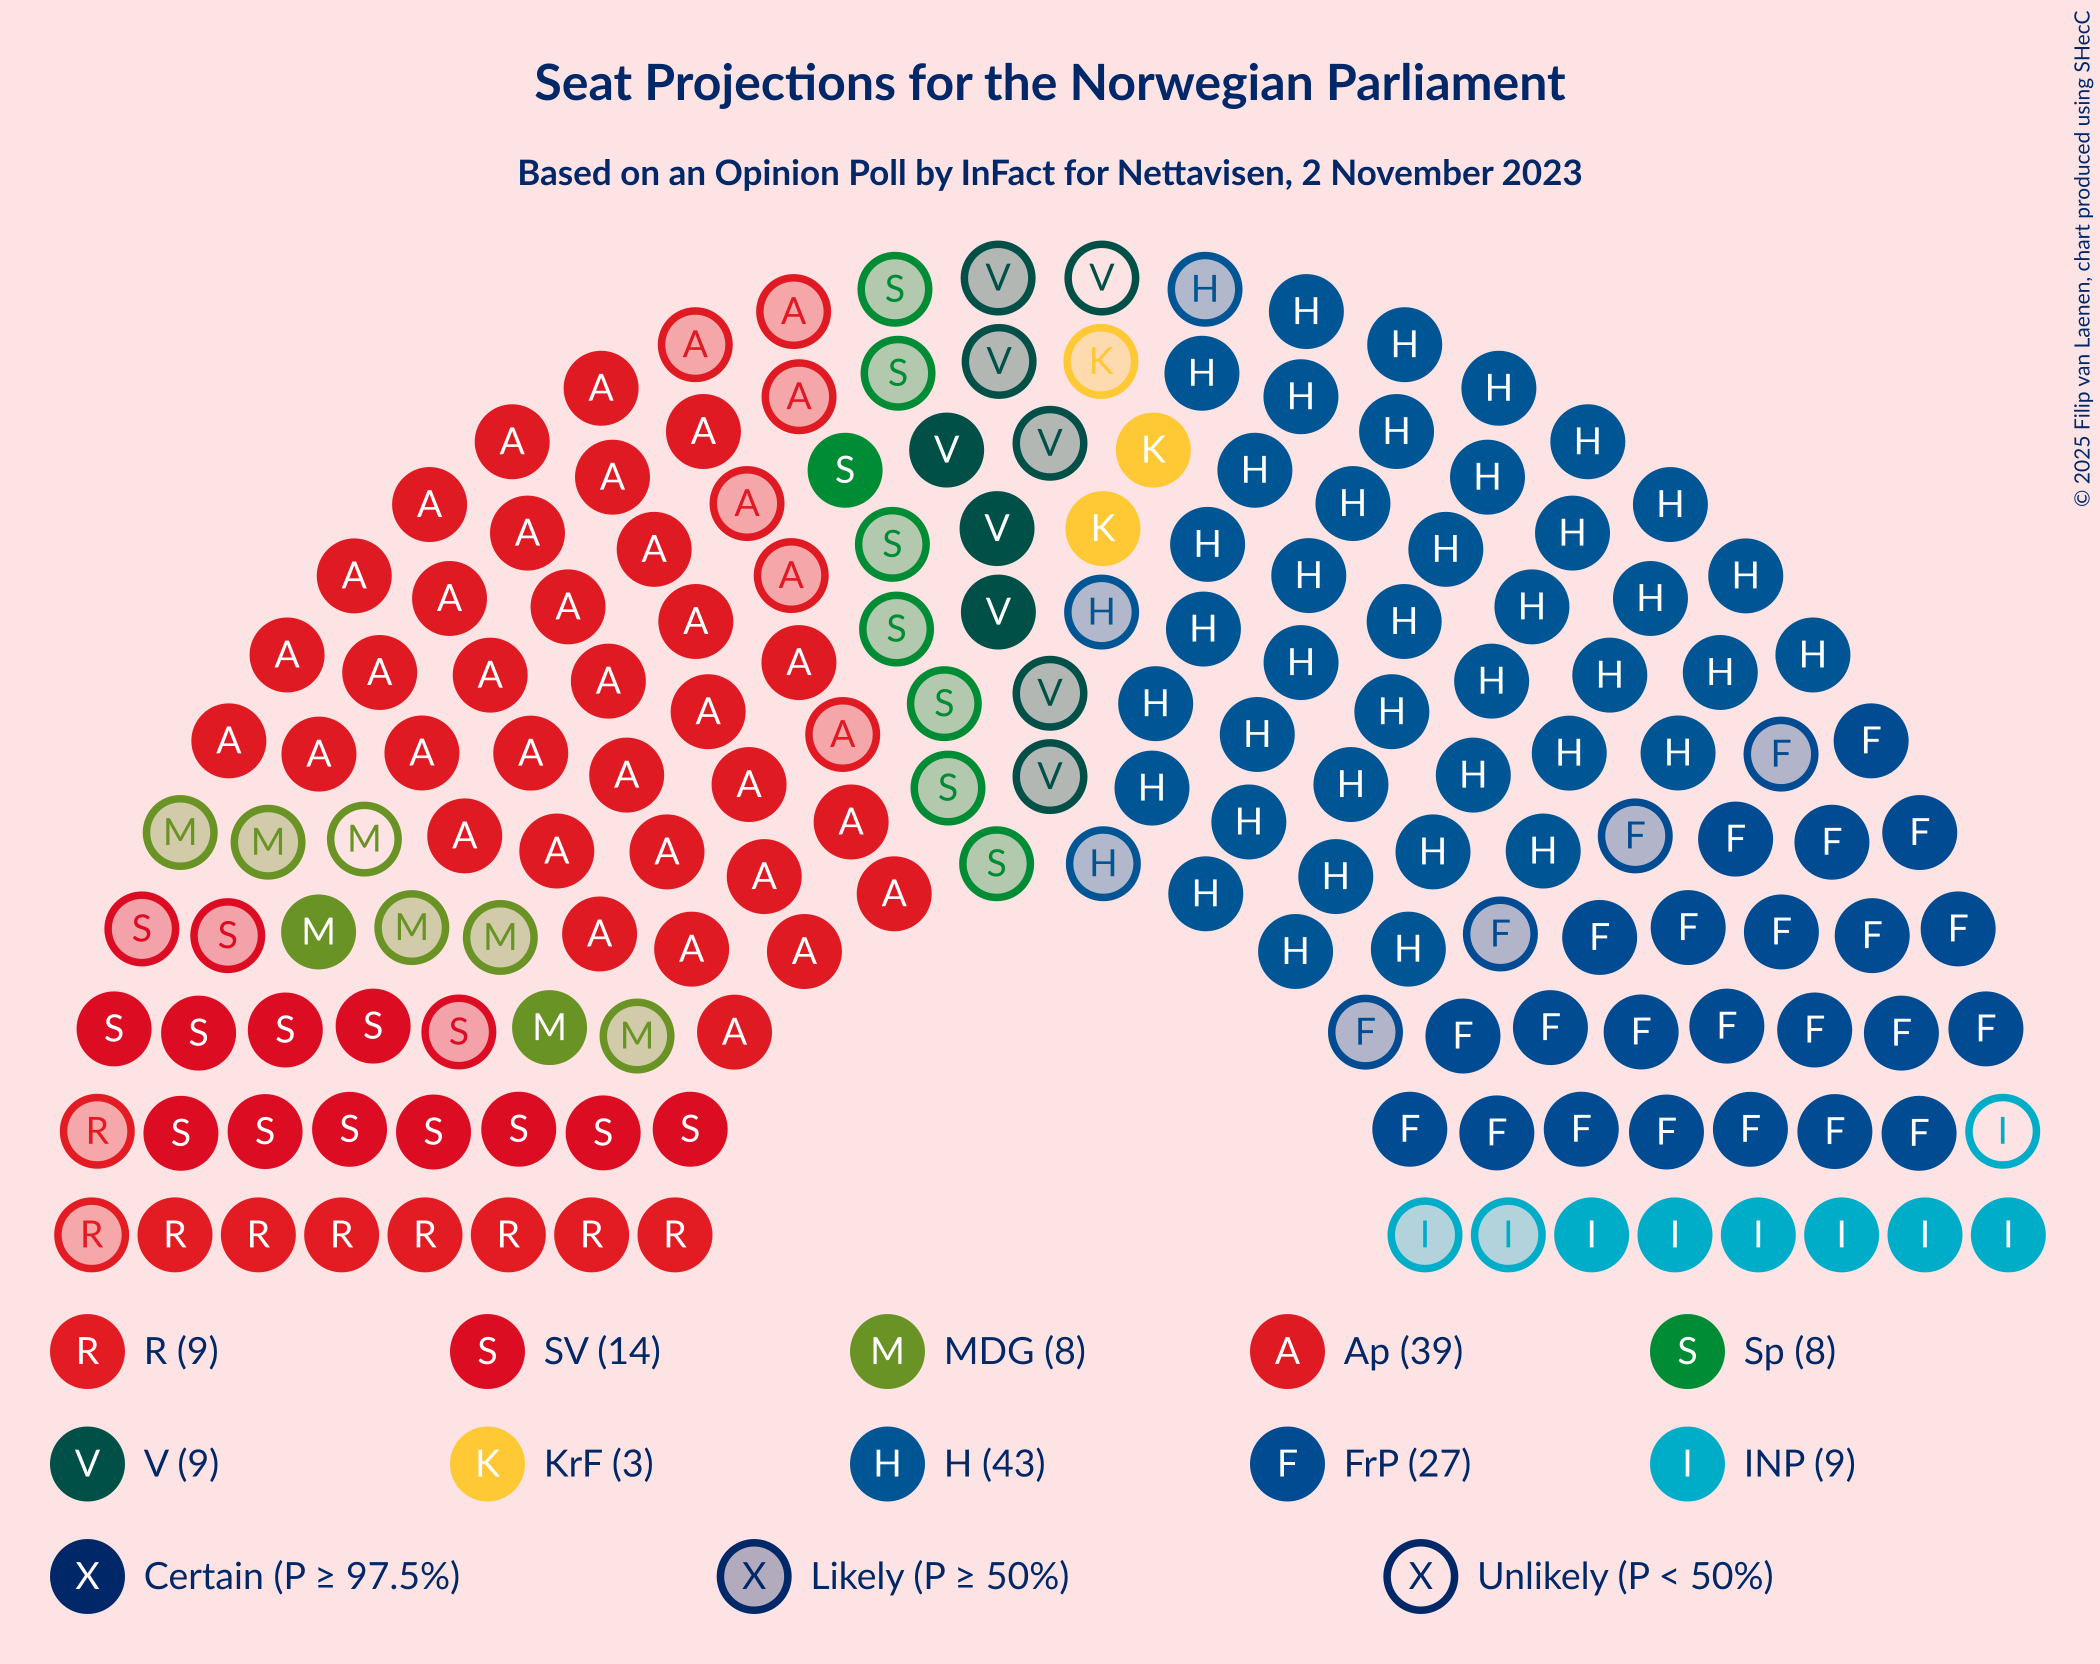 Seat Projections for the Norwegian Parliament
Based on an Opinion Poll by InFact for Nettavisen, 2 November 2023
© 2025 Filip van Laenen, chart produced using SHecC
S V V H
A H
A H
S V K H
A H
A A H H
A A H H
S V V K H
A A H H
A A H H
A A S V K H H H
A A A A H H H H
A A S V H H H H
A A A A H H H H
A A A A S V H H H H F F
A A A A A A H H H H
M M M A A A A A S V H H H H H F F F F
A A S H H H
S S M M M A A A H H H F F F F F F
S S S S S M M A F F F F F F F F
R S S S S S S S F F F F F F F I
R R R R R R R R I I I I I I I I
R R (9) S SV (14) M MDG (8) A Ap (39) S Sp (8)
V V (9) K KrF (3) H H (43) F FrP (27) I INP (9)
X Certain (P ≥ 97.5%) X Likely (P ≥ 50%) X Unlikely (P < 50%)